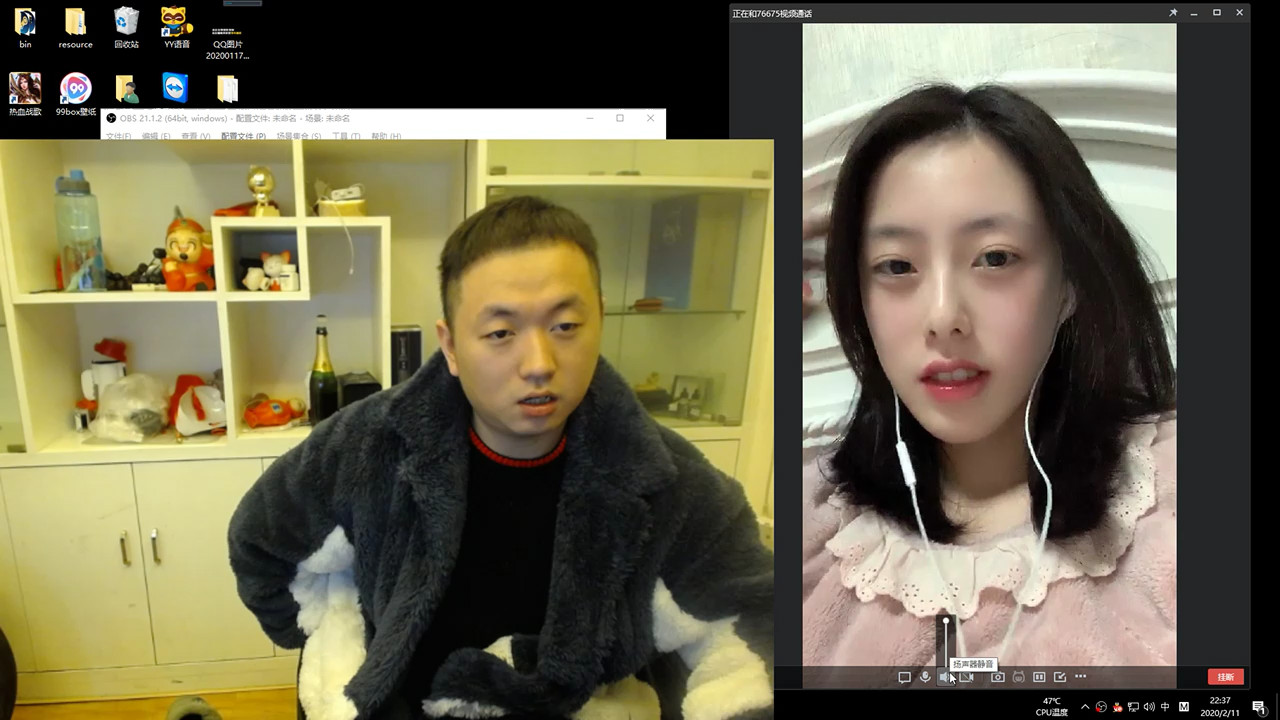 bin
resource
回收站
YY语音
QQ图片
20200117...
热血战歌
99box壁纸
OBS 21.1.2 (64bit, windows) - 配置文件: 未命名 - 场景: 未命名
文件(F) 编辑 (E) 查看 (V) 配置文件 (P) 场景集合 (S) 工具 (T) 帮助 (H)
正在和76675视频通话
扬声器静音
挂断
47℃
CPU温度
中
M
22:37
2020/2/11
1